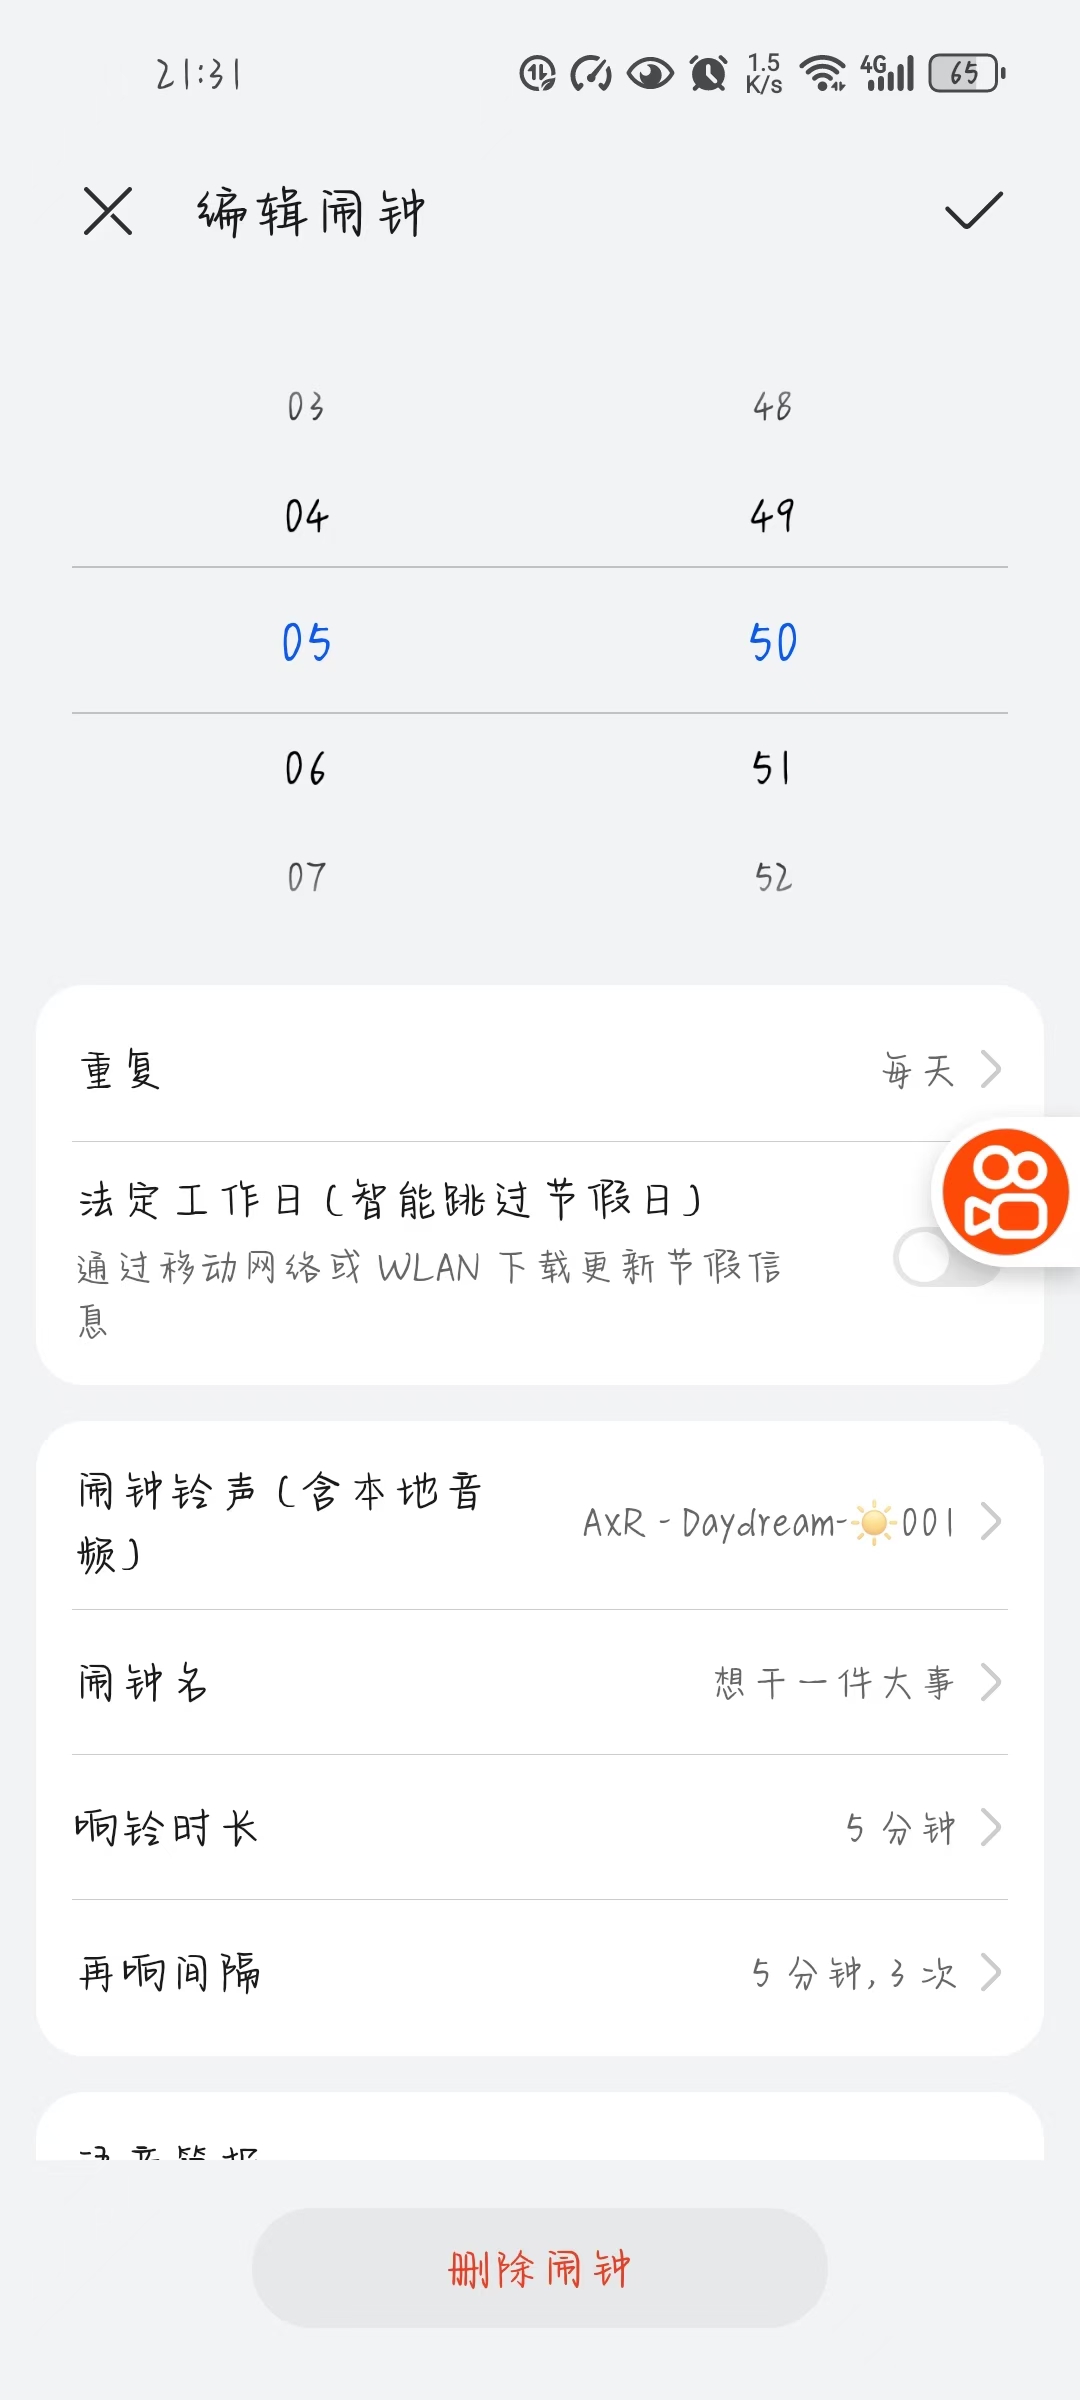 21:31
1.5 K/s 4G 65
编辑闹钟
03 48
04 49
05 50
06 51
07 52
重复 每天
法定工作日(智能跳过节假日)
通过移动网络或 WLAN 下载更新节假信
息
闹钟铃声(含本地音
频) AxR - Daydream-☀️001
闹钟名 想干一件大事
响铃时长 5 分钟
再响间隔 5 分钟,3 次
删除闹钟